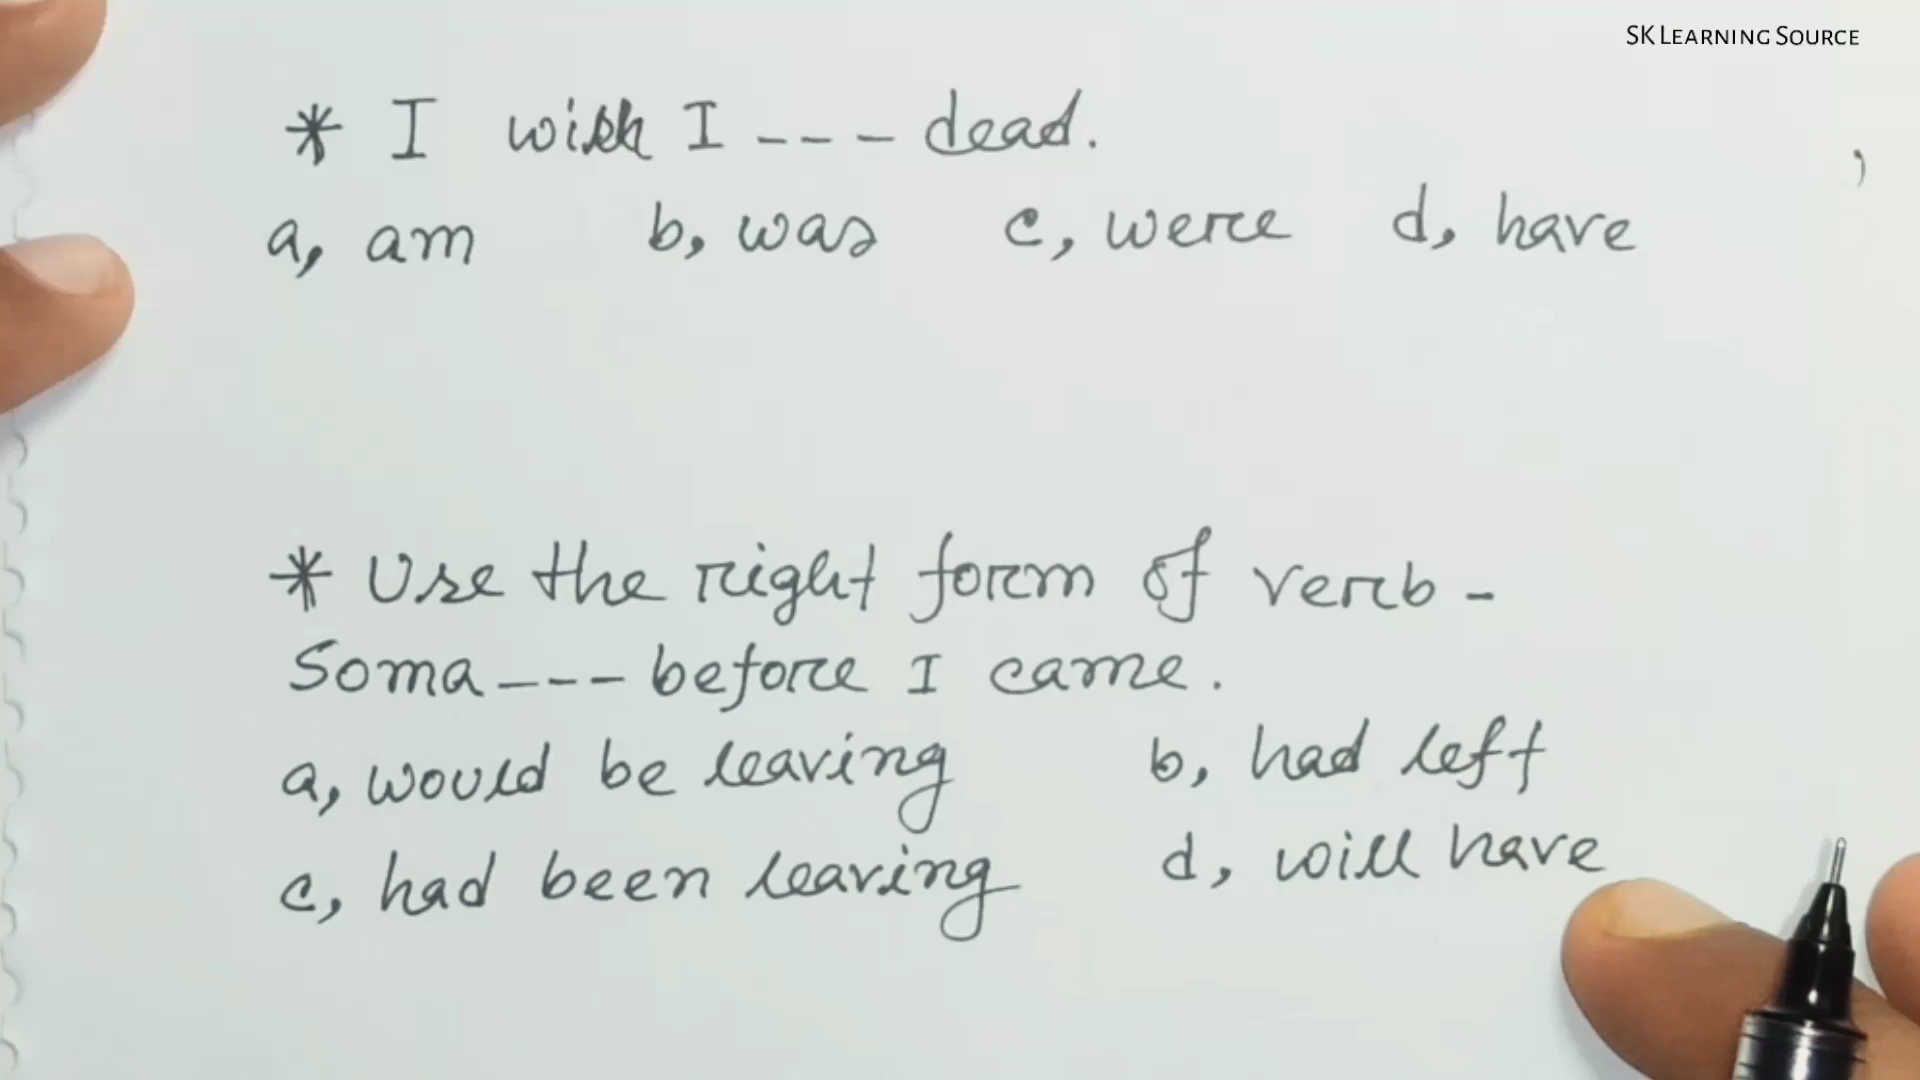 SK LEARNING SOURCE
* I wish I --- dead.
a, am b, was c, were d, have
* Use the right form of verb -
Soma --- before I came.
a, would be leaving b, had left
c, had been leaving d, will have